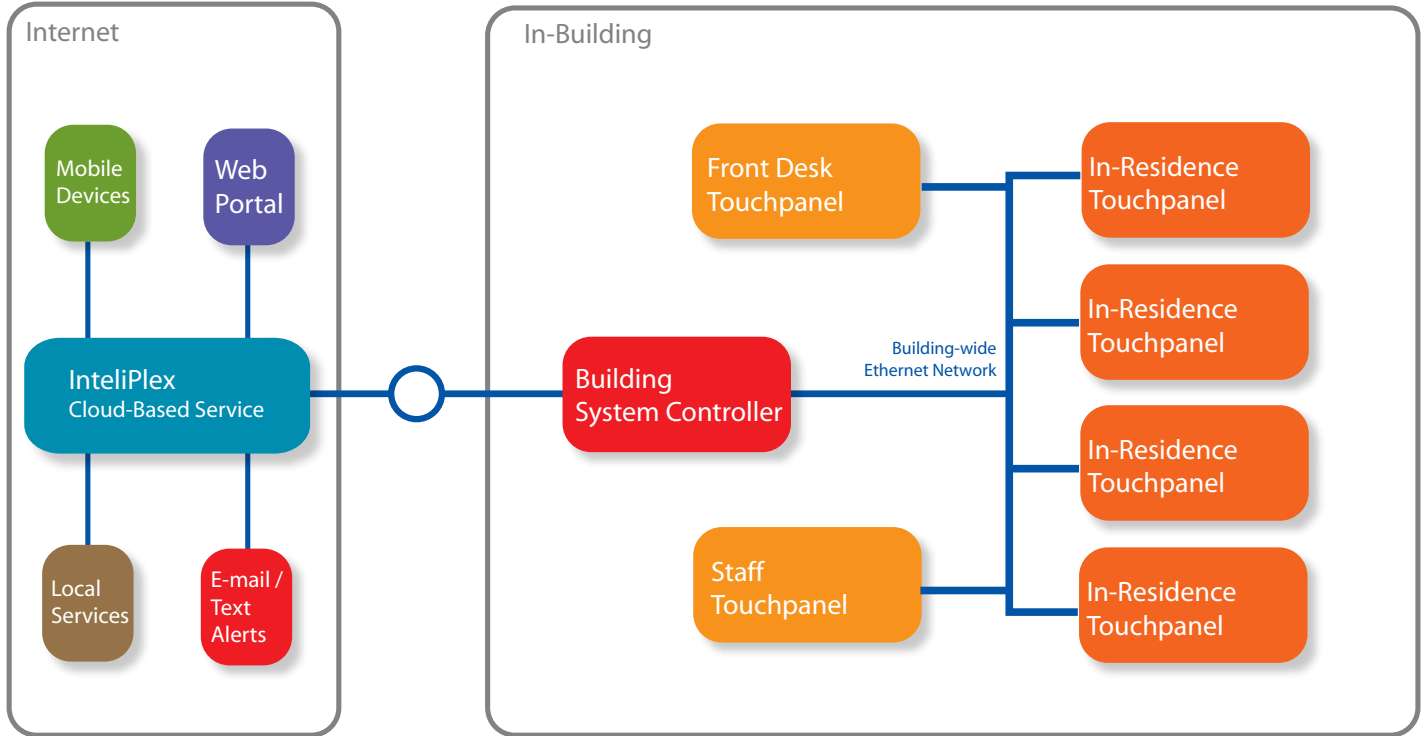 Internet
Mobile
Devices
Web
Portal
InteliPlex
Cloud-Based Service
Local
Services
E-mail /
Text
Alerts
In-Building
Front Desk
Touchpanel
Building
System Controller
Building-wide
Ethernet Network
Staff
Touchpanel
In-Residence
Touchpanel
In-Residence
Touchpanel
In-Residence
Touchpanel
In-Residence
Touchpanel